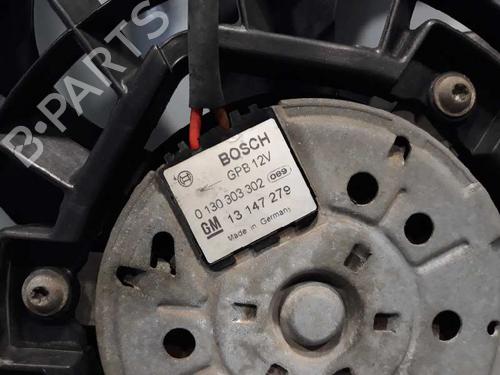 B-PARTS
BOSCH
GPB 12V
0 130 303 302 089
GM 13 147 279
Made in Germany